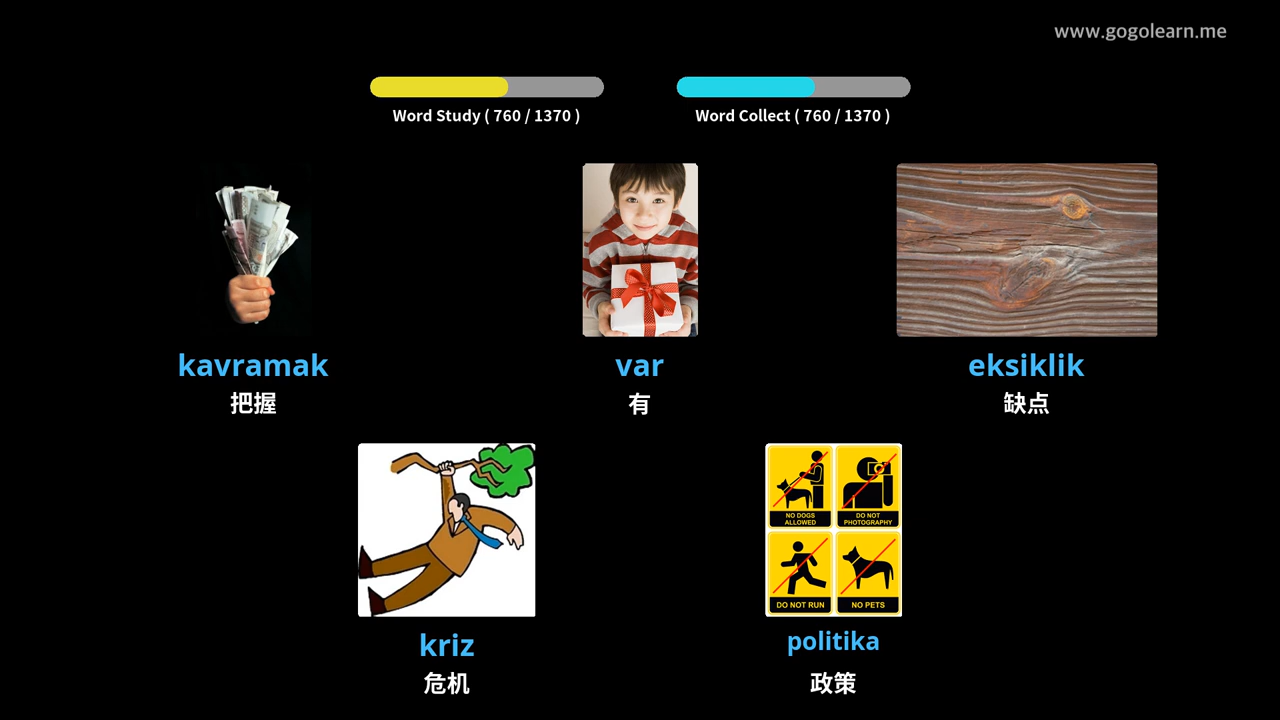 www.gogolearn.me
Word Study ( 760 / 1370 )
Word Collect ( 760 / 1370 )
kavramak
把握
var
有
eksiklik
缺点
kriz
危机
NO DOGS
ALLOWED
DO NOT
PHOTOGRAPHY
DO NOT RUN
NO PETS
politika
政策